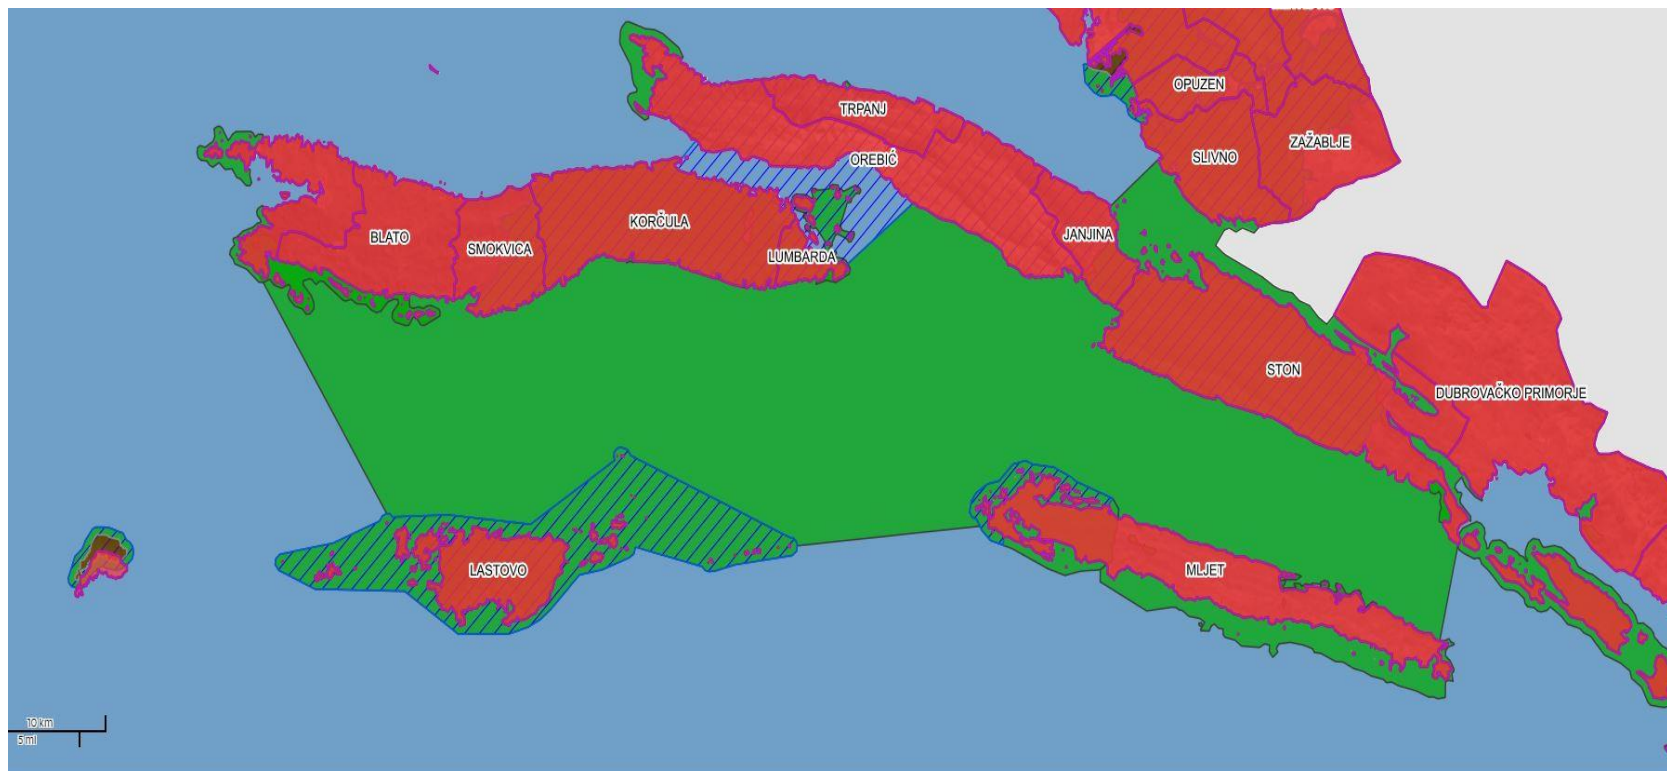 OPUZEN
TRPANJ
ZAŽABLJE
OREBIĆ
SLIVNO
KORČULA
JANJINA
BLATO
SMOKVICA
LUMBARDA
STON
DUBROVAČKO PRIMORJE
LASTOVO
MLJET
10 km
5 mi